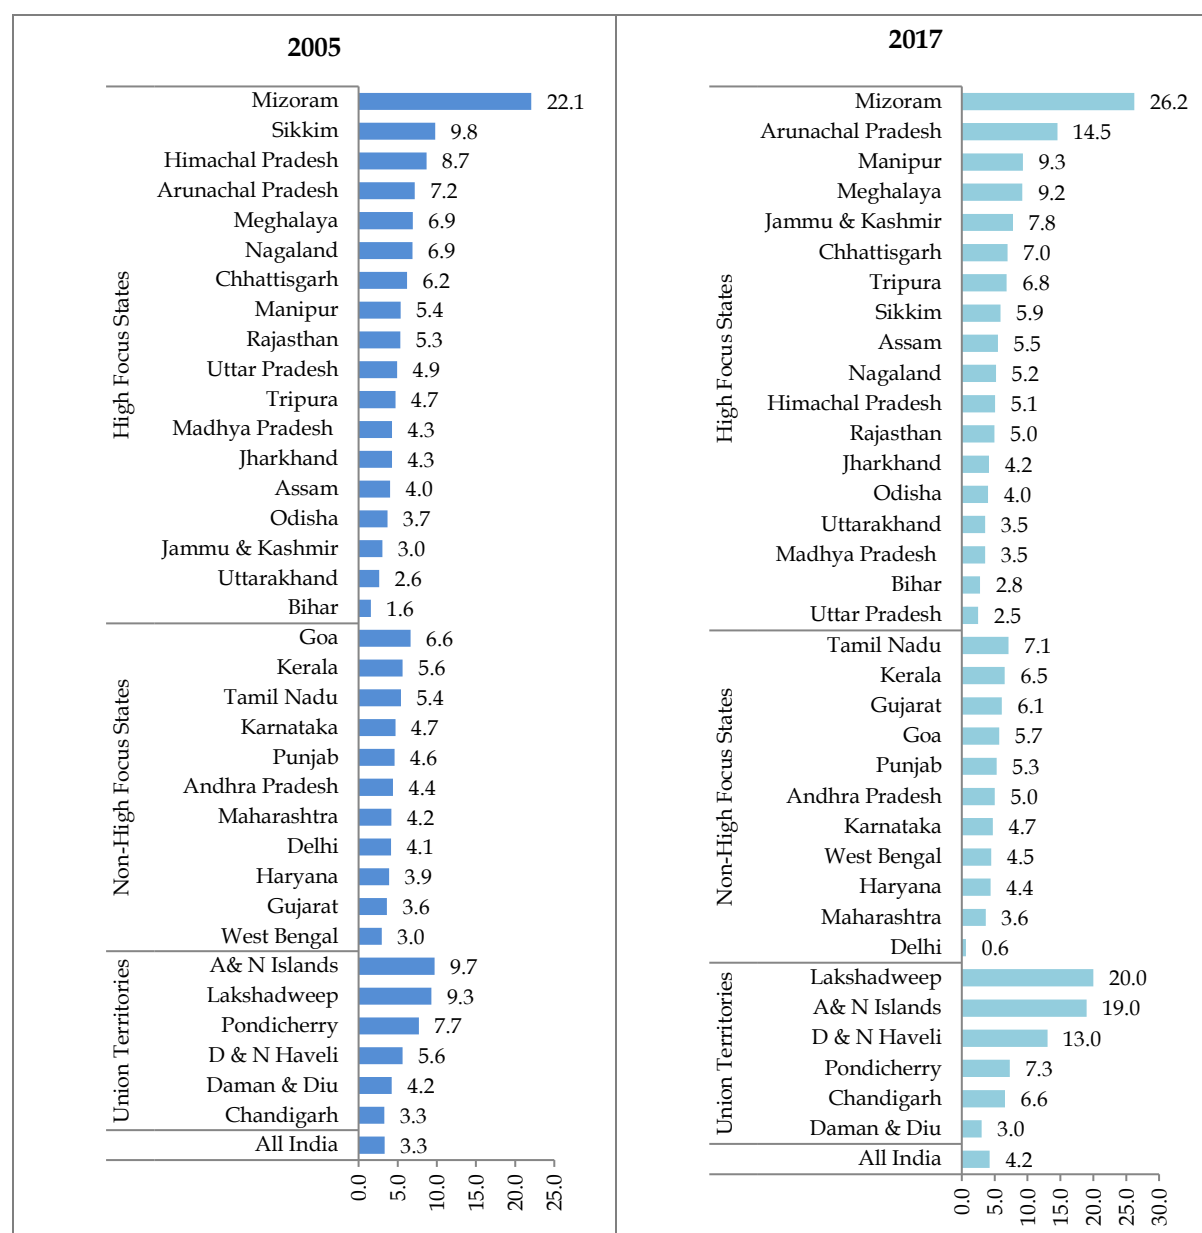 2005
High Focus States
Mizoram 22.1
Sikkim 9.8
Himachal Pradesh 8.7
Arunachal Pradesh 7.2
Meghalaya 6.9
Nagaland 6.9
Chhattisgarh 6.2
Manipur 5.4
Rajasthan 5.3
Uttar Pradesh 4.9
Tripura 4.7
Madhya Pradesh 4.3
Jharkhand 4.3
Assam 4.0
Odisha 3.7
Jammu & Kashmir 3.0
Uttarakhand 2.6
Bihar 1.6
Non-High Focus States
Goa 6.6
Kerala 5.6
Tamil Nadu 5.4
Karnataka 4.7
Punjab 4.6
Andhra Pradesh 4.4
Maharashtra 4.2
Delhi 4.1
Haryana 3.9
Gujarat 3.6
West Bengal 3.0
Union Territories
A& N Islands 9.7
Lakshadweep 9.3
Pondicherry 7.7
D & N Haveli 5.6
Daman & Diu 4.2
Chandigarh 3.3
All India 3.3
0.0 5.0 10.0 15.0 20.0 25.0
2017
High Focus States
Mizoram 26.2
Arunachal Pradesh 14.5
Manipur 9.3
Meghalaya 9.2
Jammu & Kashmir 7.8
Chhattisgarh 7.0
Tripura 6.8
Sikkim 5.9
Assam 5.5
Nagaland 5.2
Himachal Pradesh 5.1
Rajasthan 5.0
Jharkhand 4.2
Odisha 4.0
Uttarakhand 3.5
Madhya Pradesh 3.5
Bihar 2.8
Uttar Pradesh 2.5
Non-High Focus States
Tamil Nadu 7.1
Kerala 6.5
Gujarat 6.1
Goa 5.7
Punjab 5.3
Andhra Pradesh 5.0
Karnataka 4.7
West Bengal 4.5
Haryana 4.4
Maharashtra 3.6
Delhi 0.6
Union Territories
Lakshadweep 20.0
A& N Islands 19.0
D & N Haveli 13.0
Pondicherry 7.3
Chandigarh 6.6
Daman & Diu 3.0
All India 4.2
0.0 5.0 10.0 15.0 20.0 25.0 30.0